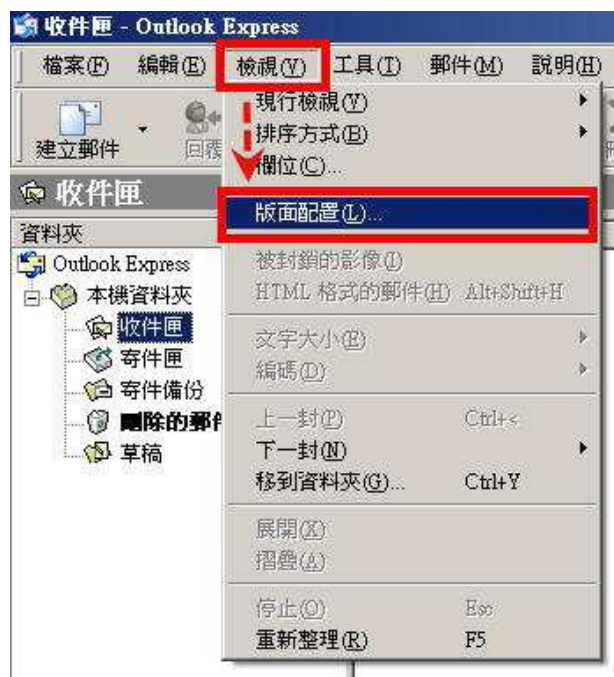 收件匣 - Outlook Express
檔案(F) 編輯(E) 檢視(V) 工具(T) 郵件(M) 說明(H)
建立郵件
收件匣
資料夾
Outlook Express
本機資料夾
收件匣
寄件匣
寄件備份
刪除的郵件
草稿
現行檢視(V)
排序方式(B)
欄位(C)...
版面配置(L)...
被封鎖的影像(I)
HTML 格式的郵件(H) Alt+Shift+H
文字大小(E)
編碼(D)
上一封(P) Ctrl+<
下一封(N)
移到資料夾(G)... Ctrl+Y
展開(X)
摺疊(A)
停止(O) Esc
重新整理(R) F5